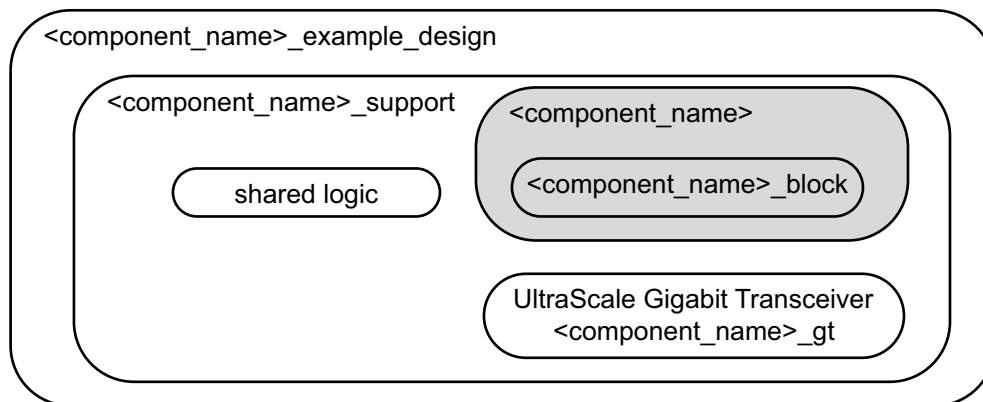 <component_name>_example_design
<component_name>_support
<component_name>
shared logic
<component_name>_block
UltraScale Gigabit Transceiver
<component_name>_gt